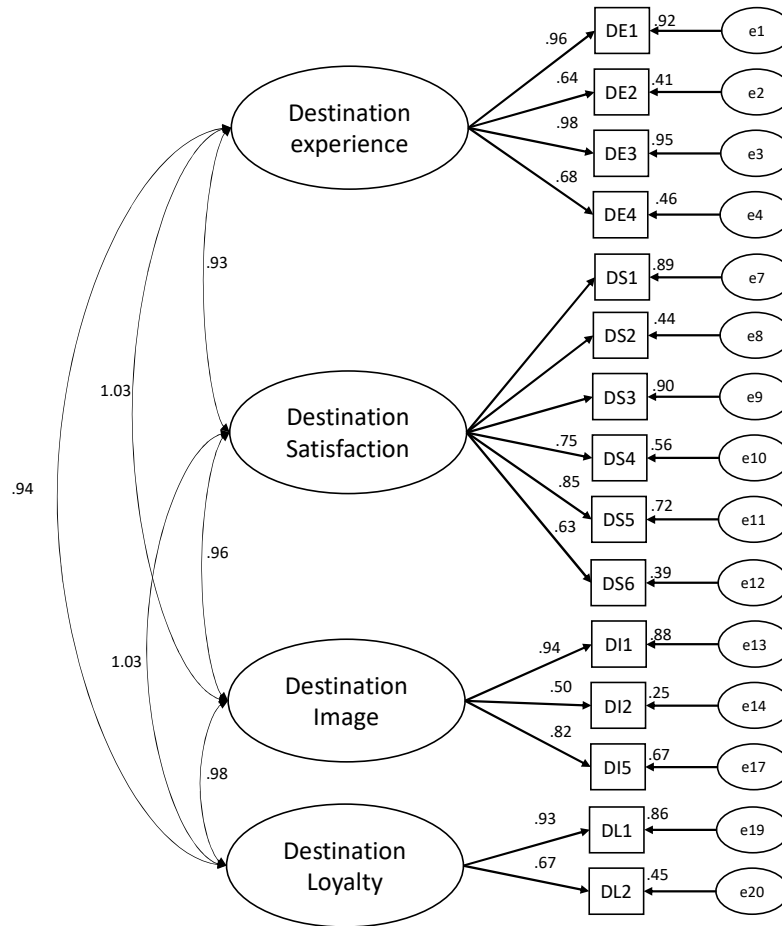 .96
DE1
.92
e1
.64
DE2
.41
e2
Destination
experience
.98
DE3
.95
e3
.68
DE4
.46
e4
.93
DS1
.89
e7
DS2
.44
e8
1.03
Destination
Satisfaction
DS3
.90
e9
.75
DS4
.56
e10
.94
.85
DS5
.72
e11
.96
.63
DS6
.39
e12
1.03
.94
DI1
.88
e13
Destination
Image
.50
DI2
.25
e14
.82
DI5
.67
e17
.98
.93
DL1
.86
e19
Destination
Loyalty
.67
DL2
.45
e20